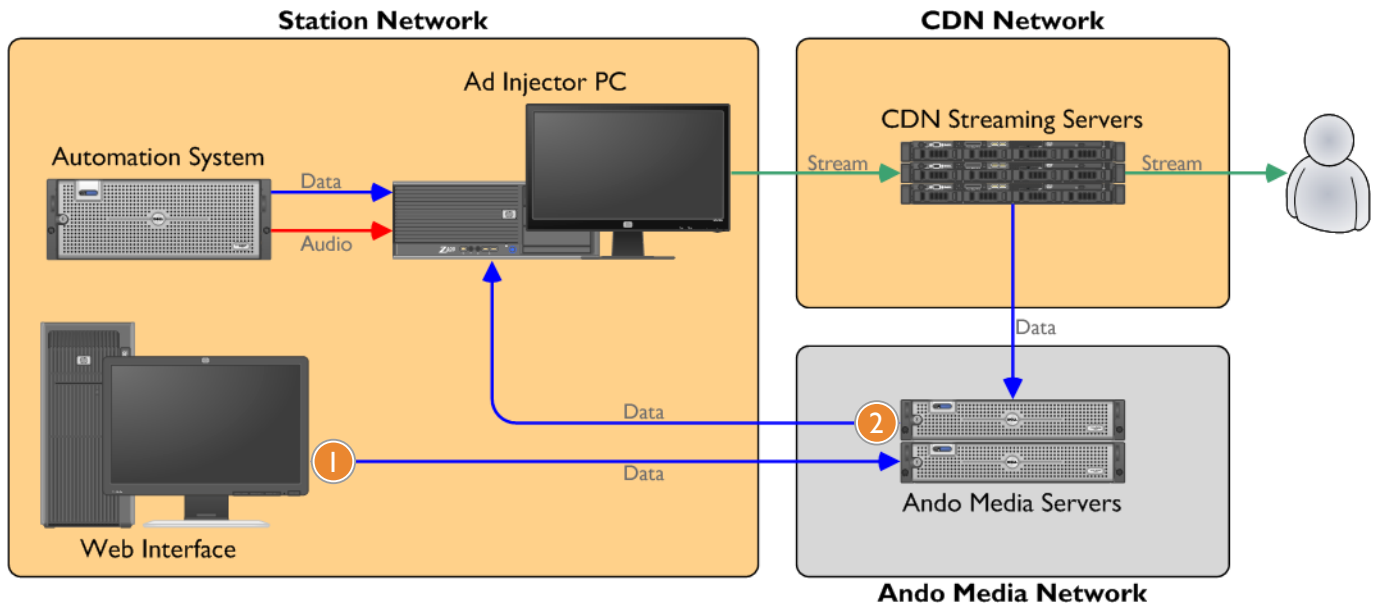 Station Network
CDN Network
Ad Injector PC
CDN Streaming Servers
Automation System
Stream
Stream
Data
Audio
Data
Data
2
1
Data
Ando Media Servers
Web Interface
Ando Media Network